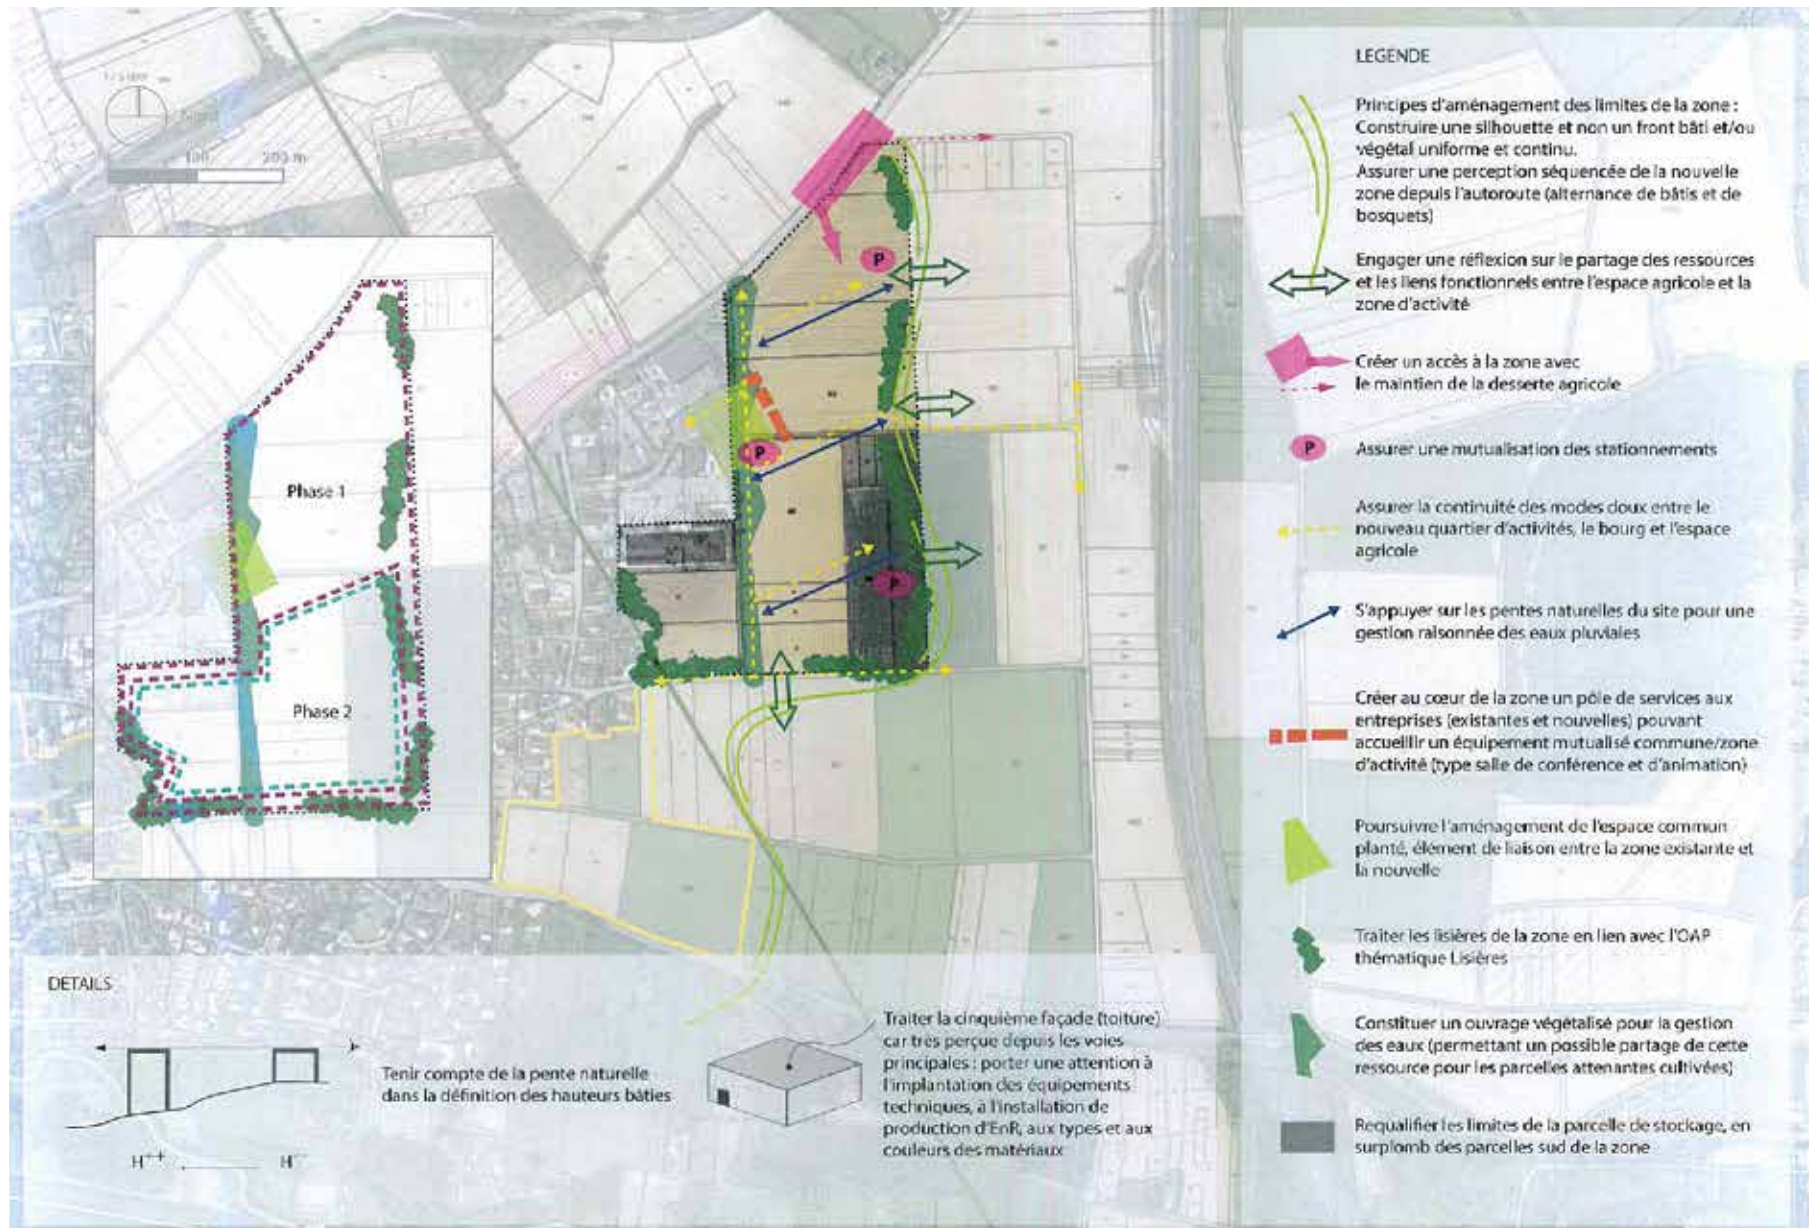 100
200 m
Phase 1
Phase 2
P
P
P
LEGENDE
Principes d'aménagement des limites de la zone :
Construire une silhouette et non un front bâti et/ou
végétal uniforme et continu.
Assurer une perception séquencée de la nouvelle
zone depuis l'autoroute (alternance de bâtis et de
bosquets)
Engager une réflexion sur le partage des ressources
et les liens fonctionnels entre l'espace agricole et la
zone d'activité
Créer un accès à la zone avec
le maintien de la desserte agricole
P
Assurer une mutualisation des stationnements
Assurer la continuité des modes doux entre le
nouveau quartier d'activités, le bourg et l'espace
agricole
S'appuyer sur les pentes naturelles du site pour une
gestion raisonnée des eaux pluviales
Créer au cœur de la zone un pôle de services aux
entreprises (existantes et nouvelles) pouvant
accueillir un équipement mutualisé commune/zone
d'activité (type salle de conférence et d'animation)
Poursuivre l'aménagement de l'espace commun
planté, élément de liaison entre la zone existante et
la nouvelle
Traiter les lisières de la zone en lien avec l'OAP
thématique Lisières
Constituer un ouvrage végétalisé pour la gestion
des eaux (permettant un possible partage de cette
ressource pour les parcelles attenantes cultivées)
Requalifier les limites de la parcelle de stockage, en
surplomb des parcelles sud de la zone
DETAILS
H++
H--
Tenir compte de la pente naturelle
dans la définition des hauteurs bâties
Traiter la cinquième façade (toiture)
car très perçue depuis les voies
principales : porter une attention à
l'implantation des équipements
techniques, à l'installation de
production d'EnR, aux types et aux
couleurs des matériaux